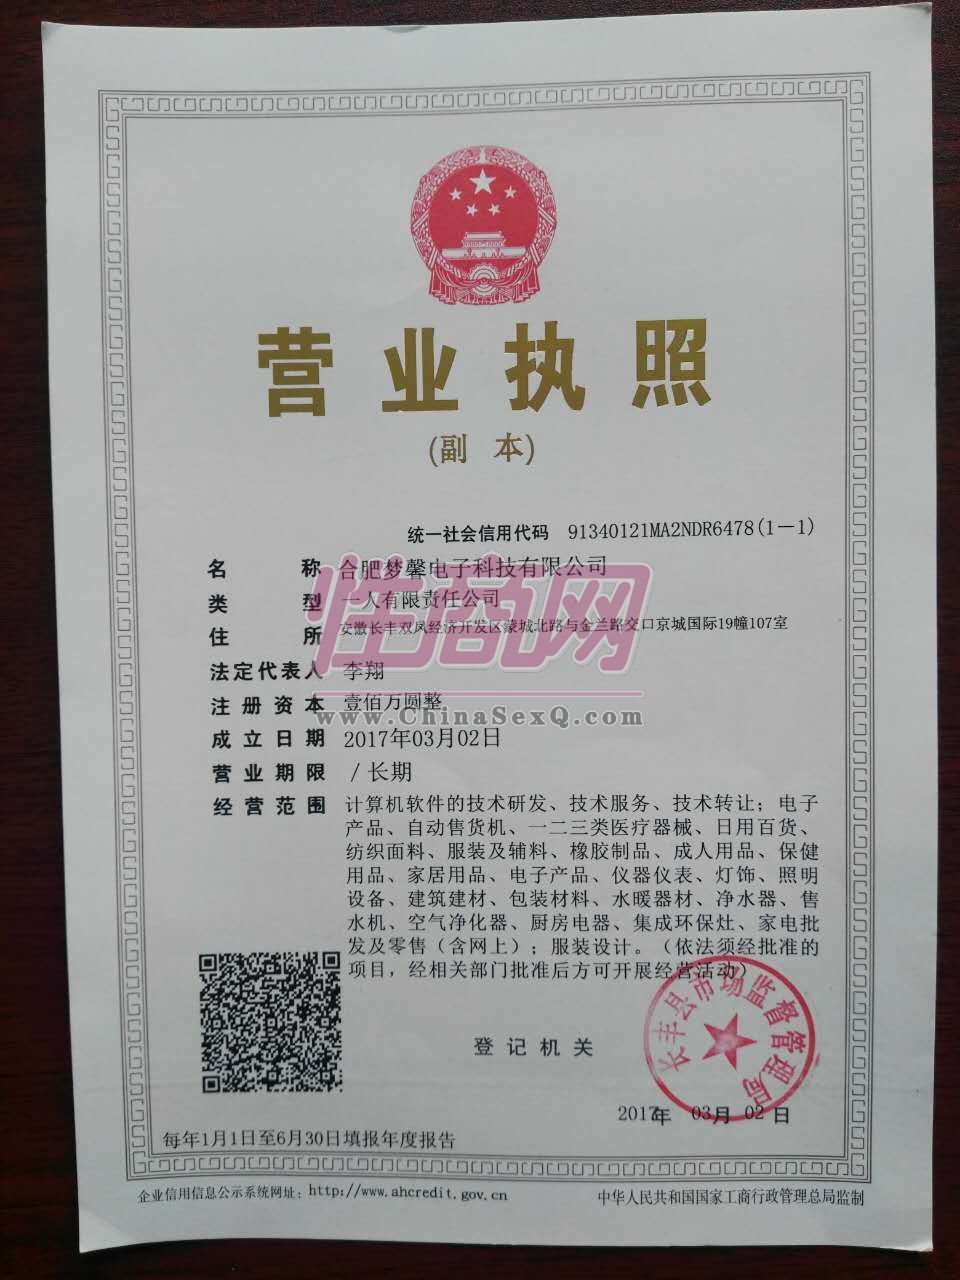 营业执照
(副 本)
统一社会信用代码 91340121MA2NDR6478(1-1)
名 称 合肥梦馨电子科技有限公司
类 型 一人有限责任公司
住 所 安徽长丰双凤经济开发区蒙城北路与金兰路交口京城国际19幢107室
法定代表人 李翔
注册资本 壹佰万圆整
成立日期 2017年03月02日
营业期限 /长期
经营范围 计算机软件的技术研发、技术服务、技术转让；电子
产品、自动售货机、一二三类医疗器械、日用百货、
纺织面料、服装及辅料、橡胶制品、成人用品、保健
用品、家居用品、电子产品、仪器仪表、灯饰、照明
设备、建筑建材、包装材料、水暖器材、净水器、售
水机、空气净化器、厨房电器、集成环保灶、家电批
发及零售（含网上）；服装设计。（依法须经批准的
项目，经相关部门批准后方可开展经营活动）
性商网
www.ChinaSexQ.com
登记机关
长丰县市场监督管理局
2017年 03月 02日
每年1月1日至6月30日填报年度报告
企业信用信息公示系统网址：http://www.ahcredit.gov.cn
中华人民共和国国家工商行政管理总局监制